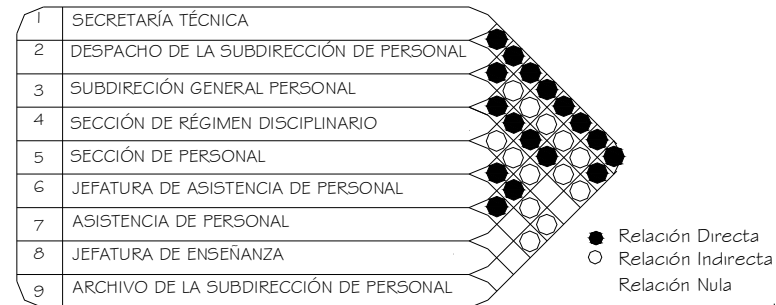 1 SECRETARÍA TÉCNICA
2 DESPACHO DE LA SUBDIRECCIÓN DE PERSONAL
3 SUBDIRECIÓN GENERAL PERSONAL
4 SECCIÓN DE RÉGIMEN DISCIPLINARIO
5 SECCIÓN DE PERSONAL
6 JEFATURA DE ASISTENCIA DE PERSONAL
7 ASISTENCIA DE PERSONAL
8 JEFATURA DE ENSEÑANZA
9 ARCHIVO DE LA SUBDIRECCIÓN DE PERSONAL
Relación Directa
Relación Indirecta
Relación Nula